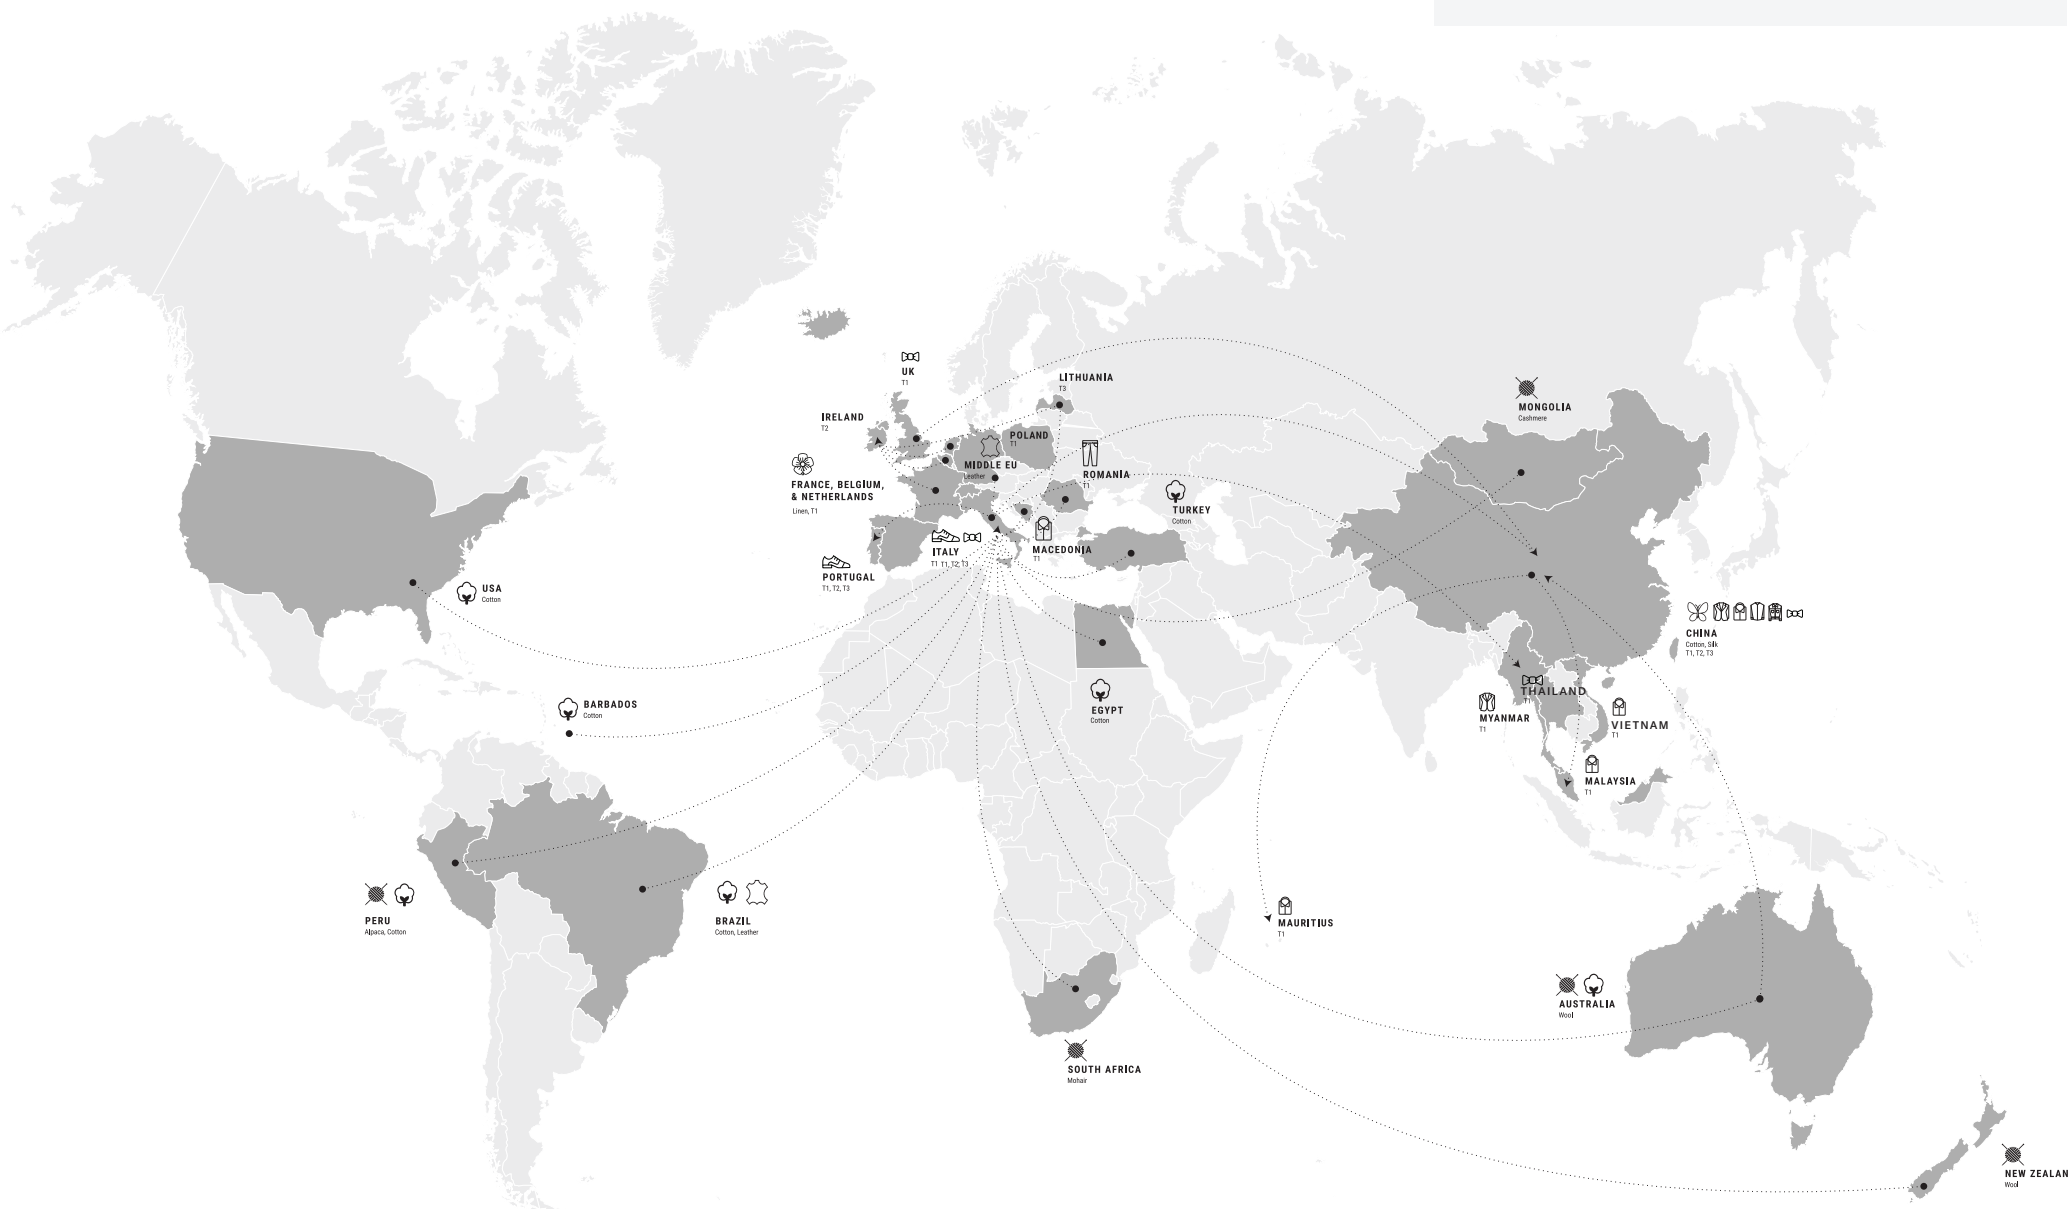 UK
T1
LITHUANIA
T3
IRELAND
T2
POLAND
T1
MIDDLE EU
Leather
ROMANIA
T1
FRANCE, BELGIUM,
& NETHERLANDS
Linen, T1
TURKEY
Cotton
ITALY
T1 T1, T2, T3
MACEDONIA
T1
PORTUGAL
T1, T2, T3
MONGOLIA
Cashmere
USA
Cotton
CHINA
Cotton, Silk
T1, T2, T3
BARBADOS
Cotton
EGYPT
Cotton
THAILAND
T1
MYANMAR
T1
VIETNAM
T1
MALAYSIA
T1
PERU
Alpaca, Cotton
BRAZIL
Cotton, Leather
MAURITIUS
T1
AUSTRALIA
Wool
SOUTH AFRICA
Mohair
NEW ZEALAN
Wool